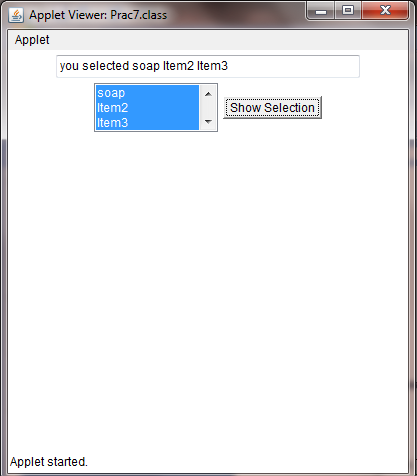 Applet Viewer: Prac7.class
Applet
you selected soap Item2 Item3
soap
Item2
Item3
Show Selection
Applet started.